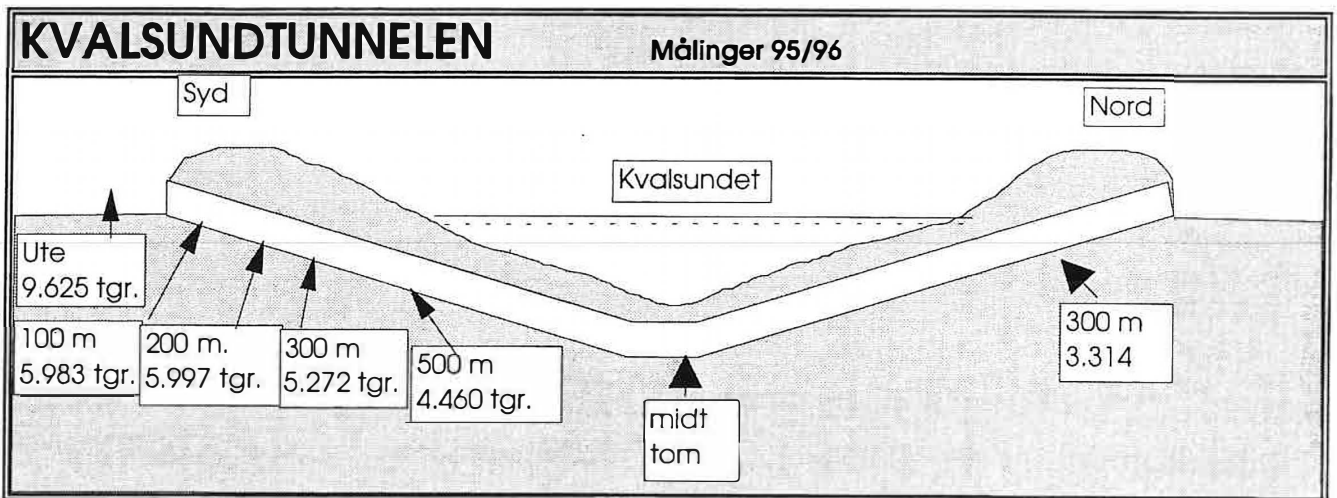 KVALSUNDTUNNELEN Målinger 95/96
Syd
Nord
Kvalsundet
Ute
9.625 tgr.
100 m
5.983 tgr.
200 m.
5.997 tgr.
300 m
5.272 tgr.
500 m
4.460 tgr.
midt
tom
300 m
3.314